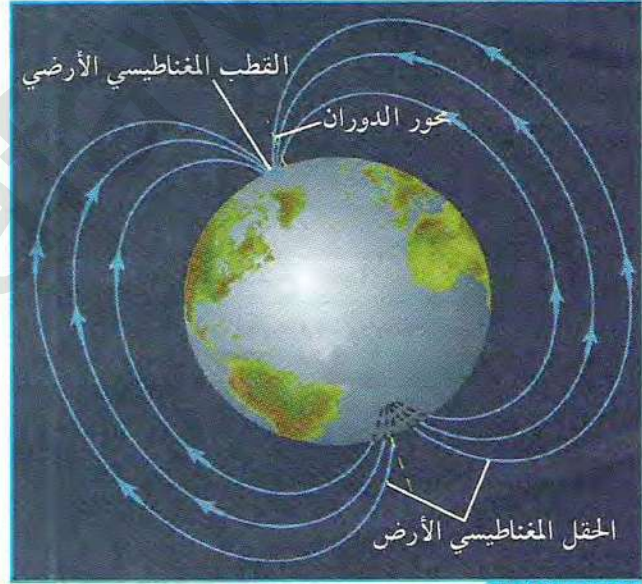 القطب المغناطيسي الأرضي
محور الدوران
الحقل المغناطيسي الأرض